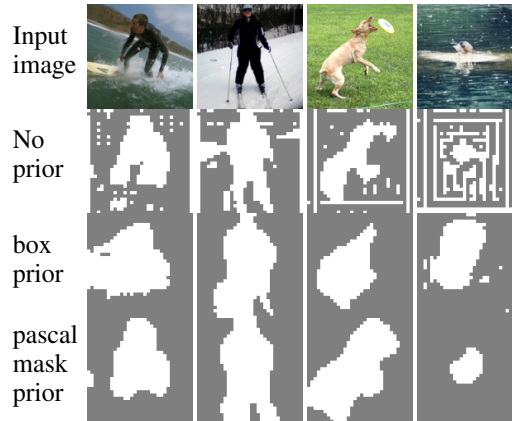 Input
image
No
prior
box
prior
pascal
mask
prior